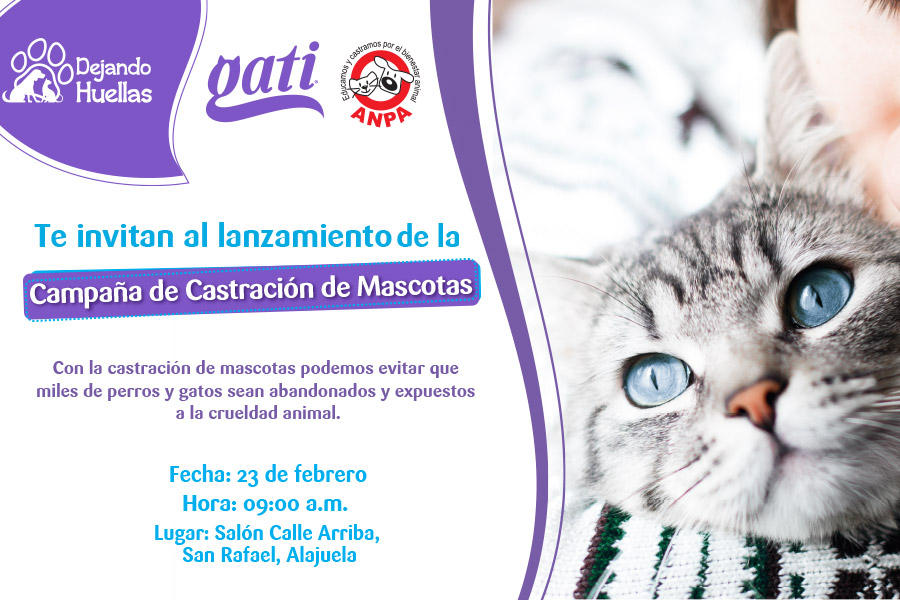 Dejando
Huellas
gati
Educamos y castramos por el bienestar animal
ANPA
Te invitan al lanzamiento de la
Campaña de Castración de Mascotas
Con la castración de mascotas podemos evitar que
miles de perros y gatos sean abandonados y expuestos
a la crueldad animal.
Fecha: 23 de febrero
Hora: 09:00 a.m.
Lugar: Salón Calle Arriba,
San Rafael, Alajuela